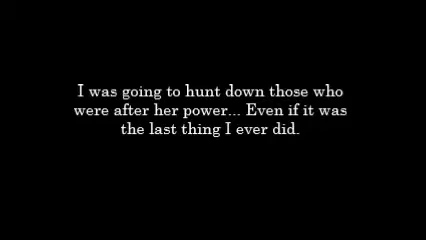 I was going to hunt down those who
were after her power... Even if it was
the last thing I ever did.